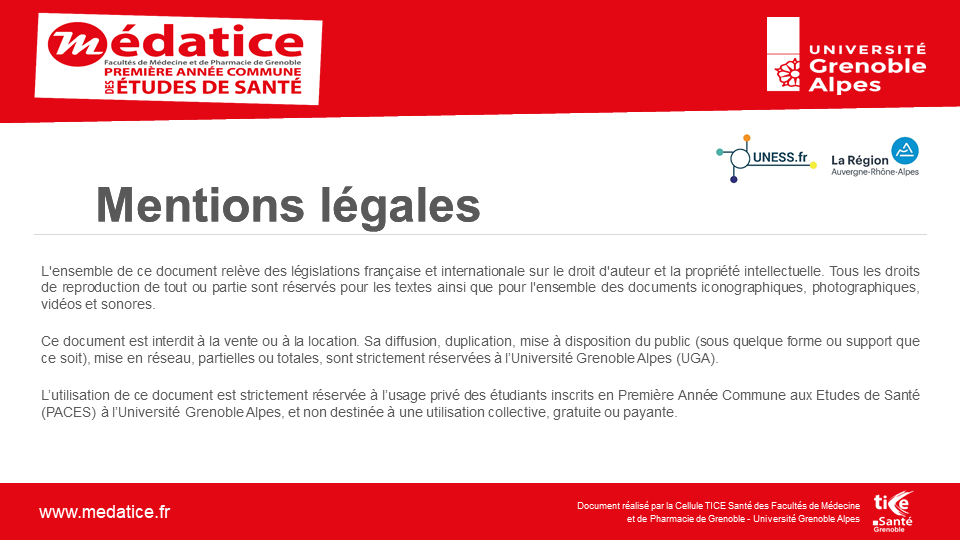 médatice
Facultés de Médecine et de Pharmacie de Grenoble
PREMIÈRE ANNÉE COMMUNE
DES ÉTUDES DE SANTÉ
UNIVERSITÉ
Grenoble
Alpes
UNESS.fr
La Région
Auvergne-Rhône-Alpes
Mentions légales
L'ensemble de ce document relève des législations française et internationale sur le droit d'auteur et la propriété intellectuelle. Tous les droits
de reproduction de tout ou partie sont réservés pour les textes ainsi que pour l'ensemble des documents iconographiques, photographiques,
vidéos et sonores.
Ce document est interdit à la vente ou à la location. Sa diffusion, duplication, mise à disposition du public (sous quelque forme ou support que
ce soit), mise en réseau, partielles ou totales, sont strictement réservées à l’Université Grenoble Alpes (UGA).
L’utilisation de ce document est strictement réservée à l’usage privé des étudiants inscrits en Première Année Commune aux Etudes de Santé
(PACES) à l’Université Grenoble Alpes, et non destinée à une utilisation collective, gratuite ou payante.
www.medatice.fr
Document réalisé par la Cellule TICE Santé des Facultés de Médecine
et de Pharmacie de Grenoble - Université Grenoble Alpes
tice
Santé
Grenoble